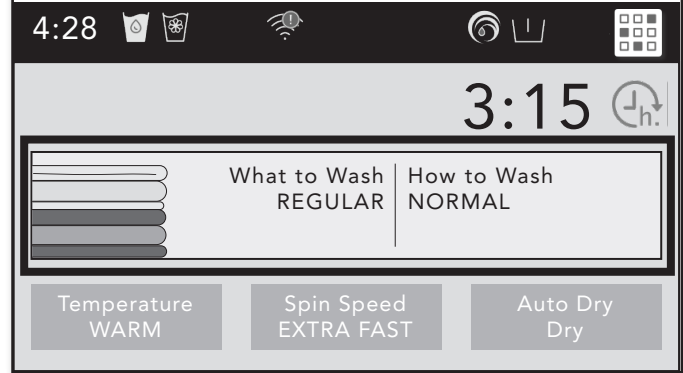 4:28
3:15 h.
What to Wash How to Wash
REGULAR NORMAL
Temperature Spin Speed Auto Dry
WARM EXTRA FAST Dry